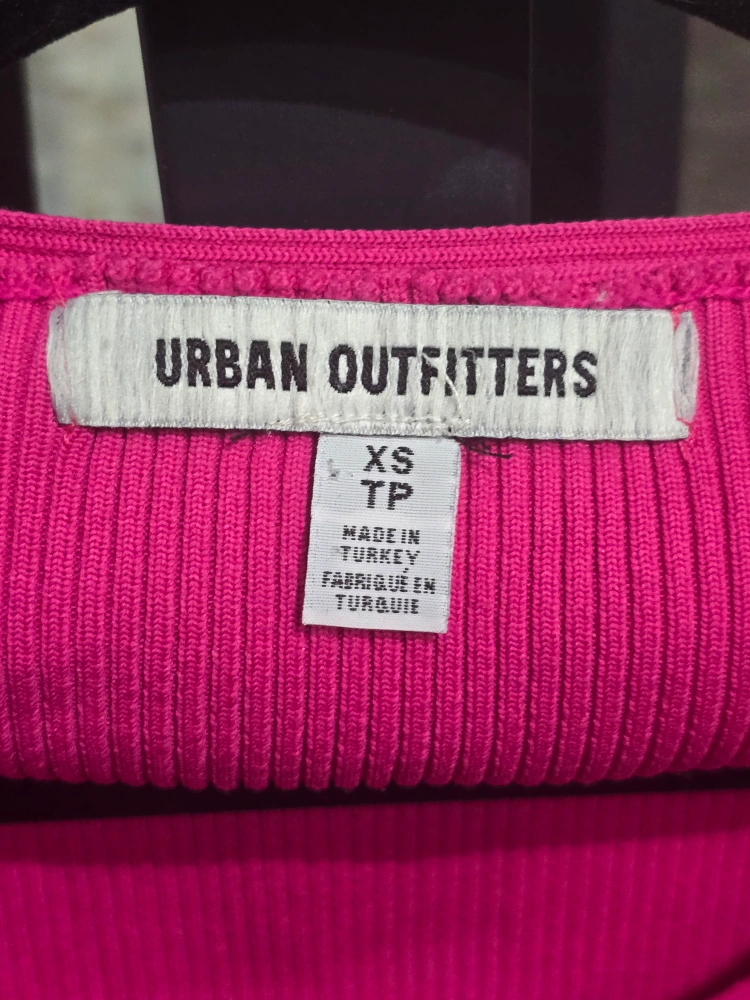 URBAN OUTFITTERS
XS
TP
MADE IN
TURKEY
FABRIQUÉ EN
TURQUIE